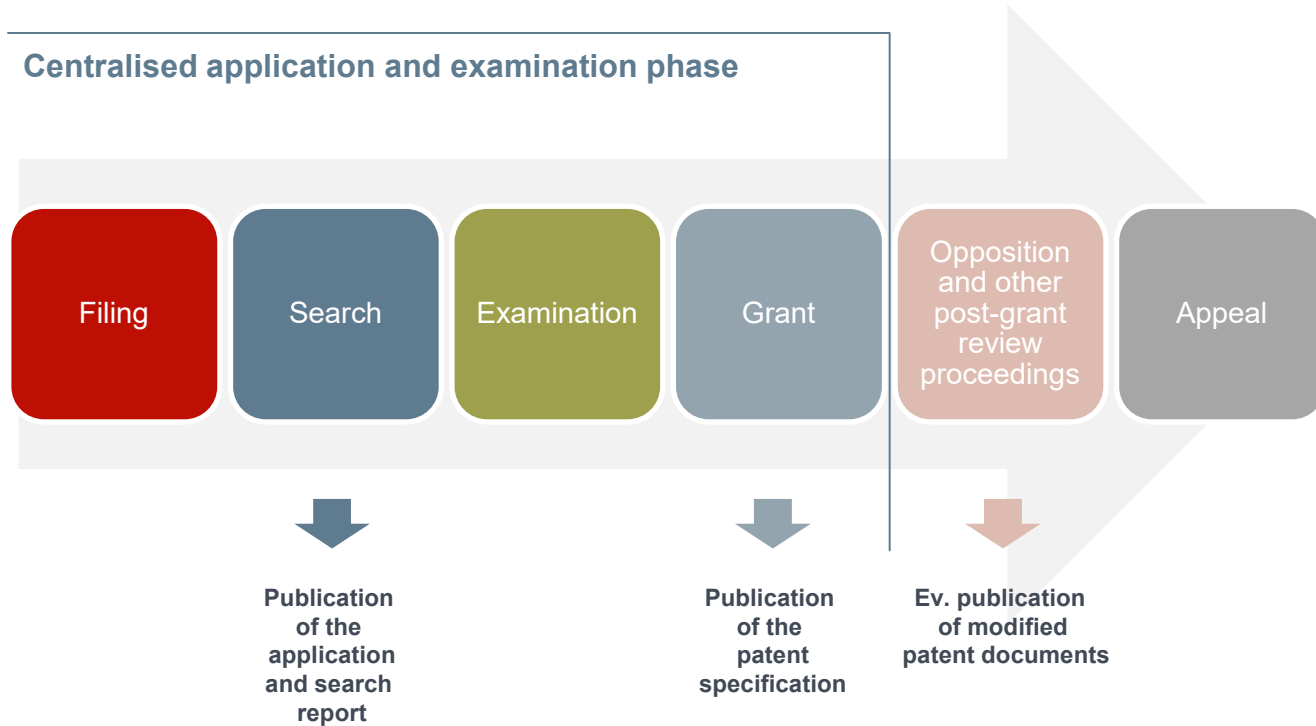 Centralised application and examination phase
Filing
Search
Examination
Grant
Opposition
and other
post-grant
review
proceedings
Appeal
Publication
of the
application
and search
report
Publication
of the
patent
specification
Ev. publication
of modified
patent documents